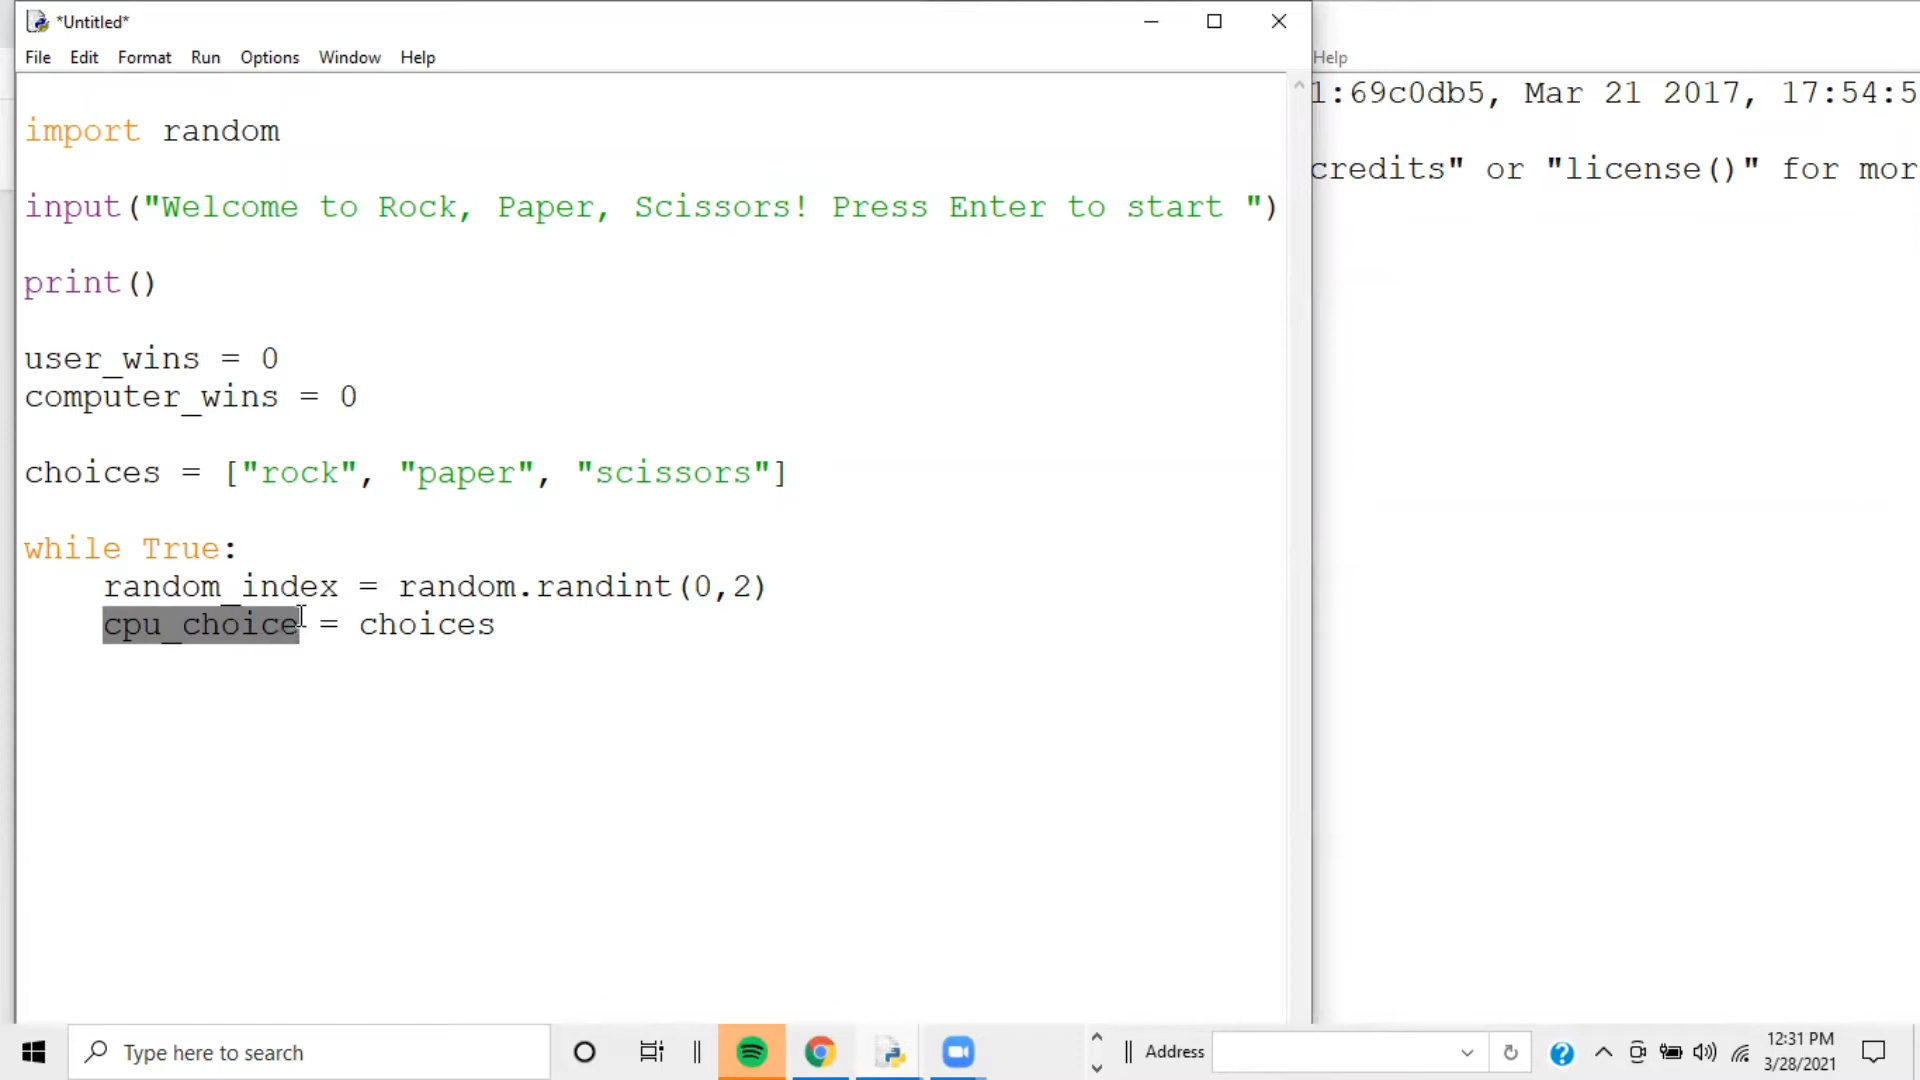 *Untitled*
File Edit Format Run Options Window Help
Help
import random
input("Welcome to Rock, Paper, Scissors! Press Enter to start ")
print()
user_wins = 0
computer_wins = 0
choices = ["rock", "paper", "scissors"]
while True:
random_index = random.randint(0,2)
cpu_choice = choices
1:69c0db5, Mar 21 2017, 17:54:5
credits" or "license()" for mor
Type here to search
Address
12:31 PM
3/28/2021